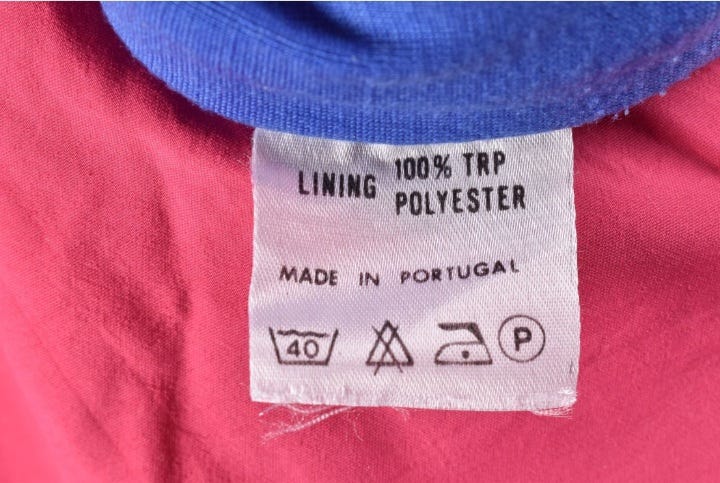 LINING 100% TRP
POLYESTER
MADE IN PORTUGAL
40 P